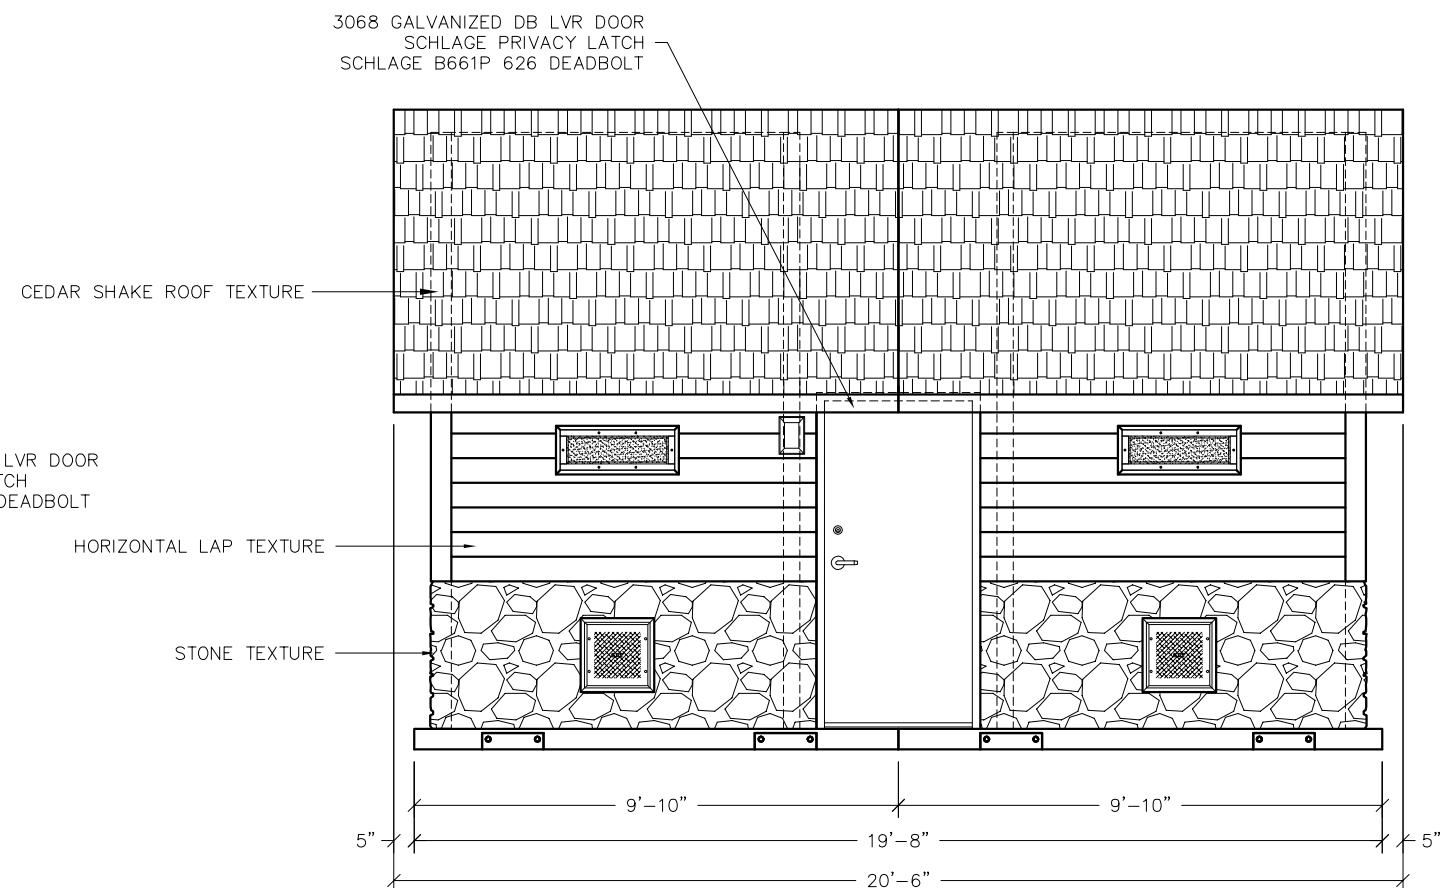 3068 GALVANIZED DB LVR DOOR
SCHLAGE PRIVACY LATCH
SCHLAGE B661P 626 DEADBOLT
CEDAR SHAKE ROOF TEXTURE
LVR DOOR
TCH
DEADBOLT
HORIZONTAL LAP TEXTURE
STONE TEXTURE
9'-10" 9'-10"
5" 19'-8" 5"
20'-6"